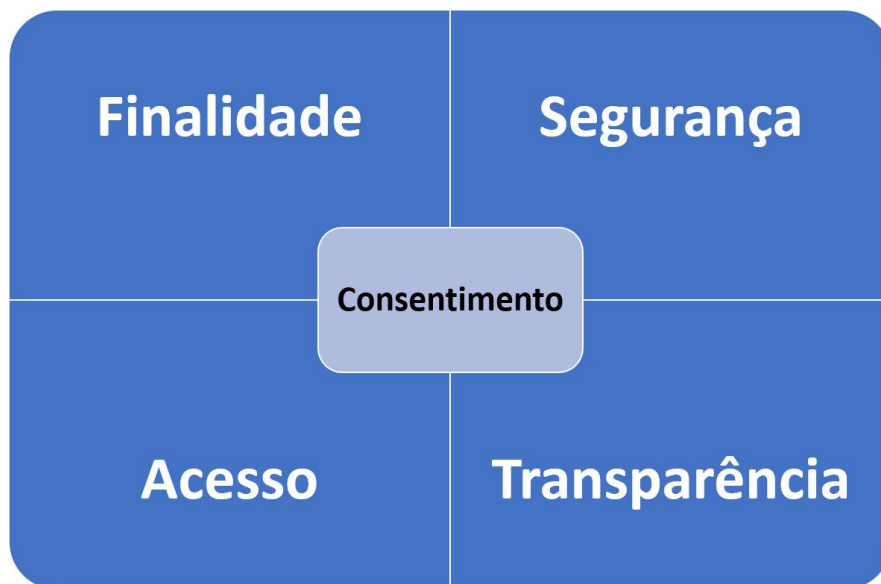 Finalidade
Segurança
Consentimento
Acesso
Transparência